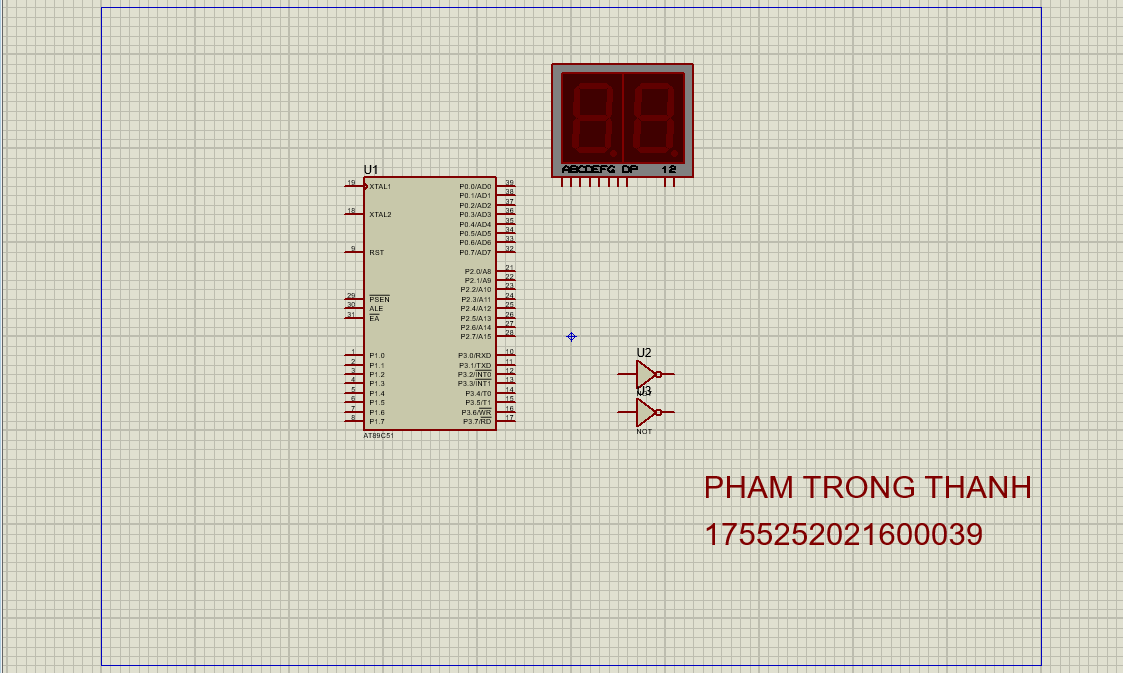 ABCDEFG DP 12
U1
19 XTAL1 P0.0/AD0 39
P0.1/AD1 38
P0.2/AD2 37
18 XTAL2 P0.3/AD3 36
P0.4/AD4 35
P0.5/AD5 34
P0.6/AD6 33
9 RST P0.7/AD7 32
P2.0/A8 21
P2.1/A9 22
P2.2/A10 23
29 PSEN P2.3/A11 24
30 ALE P2.4/A12 25
31 EA P2.5/A13 26
P2.6/A14 27
P2.7/A15 28
1 P1.0 P3.0/RXD 10
2 P1.1 P3.1/TXD 11
3 P1.2 P3.2/INT0 12
4 P1.3 P3.3/INT1 13
5 P1.4 P3.4/T0 14
6 P1.5 P3.5/T1 15
7 P1.6 P3.6/WR 16
8 P1.7 P3.7/RD 17
AT89C51
U2
U3
NOT
PHAM TRONG THANH
1755252021600039